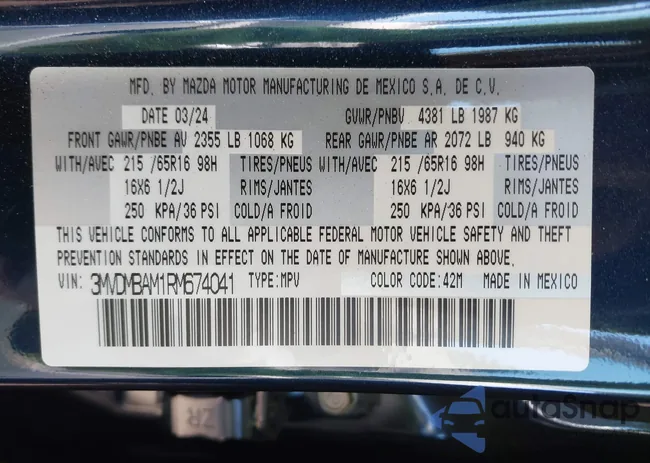 MFD. BY MAZDA MOTOR MANUFACTURING DE MEXICO S.A. DE C.V.
DATE 03/24 GVWR/PNBV 4381 LB 1987 KG
FRONT GAWR/PNBE AV 2355 LB 1068 KG REAR GAWR/PNBE AR 2072 LB 940 KG
WITH/AVEC 215 /65R16 98H TIRES/PNEUS WITH/AVEC 215 /65R16 98H TIRES/PNEUS
16X6 1/2J RIMS/JANTES 16X6 1/2J RIMS/JANTES
250 KPA/36 PSI COLD/A FROID 250 KPA/36 PSI COLD/A FROID
THIS VEHICLE CONFORMS TO ALL APPLICABLE FEDERAL MOTOR VEHICLE SAFETY AND THEFT
PREVENTION STANDARDS IN EFFECT ON THE DATE OF MANUFACTURE SHOWN ABOVE.
VIN: 3MVDMBAM1RM674041 TYPE:MPV COLOR CODE:42M
ZR
autoSnap